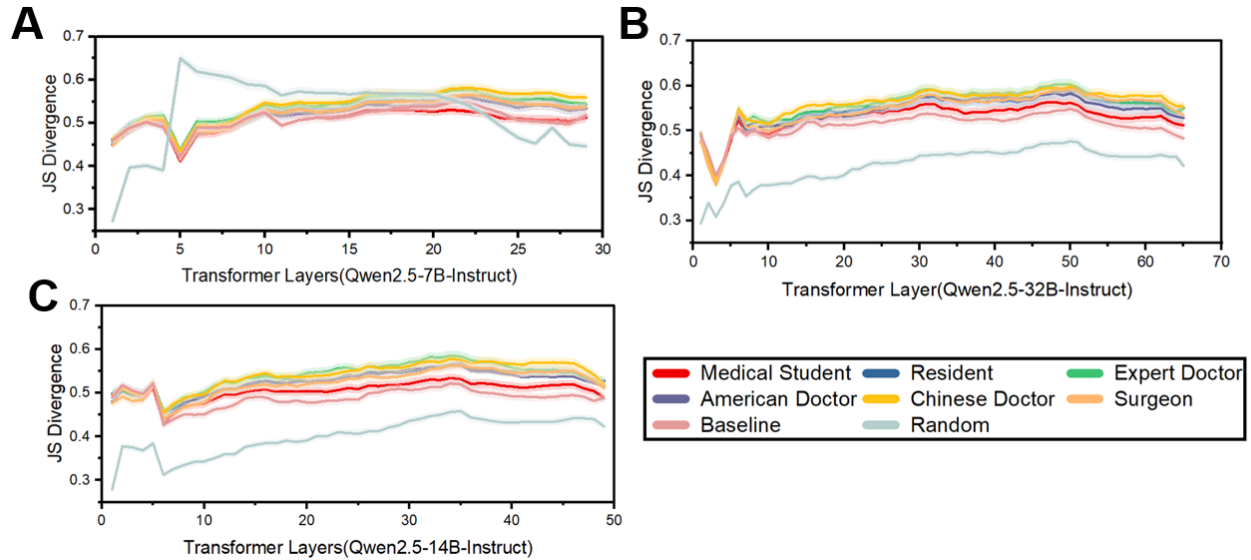 A
0.7
0.6
0.5
0.4
0.3
JS Divergence
0 5 10 15 20 25 30
Transformer Layers(Qwen2.5-7B-Instruct)
B
0.7
0.6
0.5
0.4
0.3
JS Divergence
0 10 20 30 40 50 60 70
Transformer Layer(Qwen2.5-32B-Instruct)
C
0.7
0.6
0.5
0.4
0.3
JS Divergence
0 10 20 30 40 50
Transformer Layers(Qwen2.5-14B-Instruct)
Medical Student Resident Expert Doctor
American Doctor Chinese Doctor Surgeon
Baseline Random